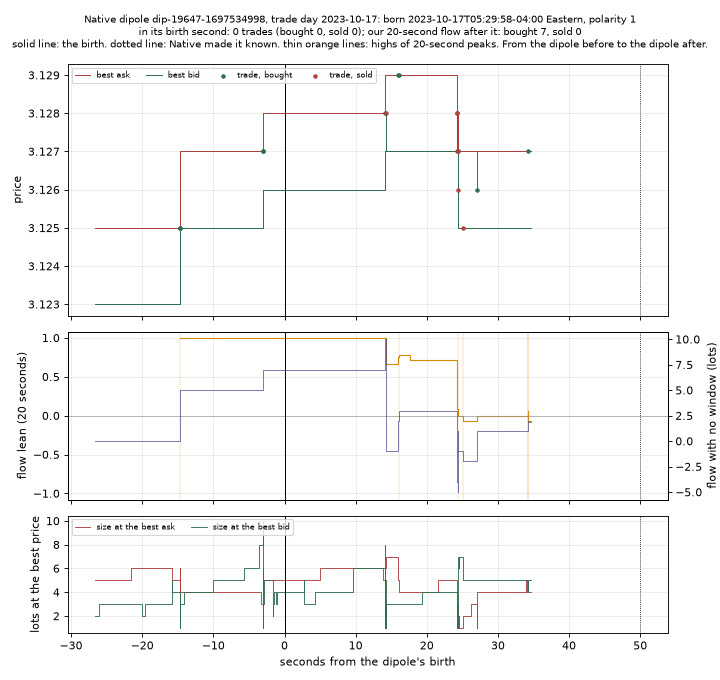 Native dipole dip-19647-1697534998, trade day 2023-10-17: born 2023-10-17T05:29:58-04:00 Eastern, polarity 1
in its birth second: 0 trades (bought 0, sold 0); our 20-second flow after it: bought 7, sold 0
solid line: the birth. dotted line: Native made it known. thin orange lines: highs of 20-second peaks. From the dipole before to the dipole after.
best ask best bid trade, bought trade, sold
3.129
3.128
3.127
3.126
3.125
3.124
3.123
price
1.0
0.5
0.0
−0.5
−1.0
flow lean (20 seconds)
10.0
7.5
5.0
2.5
0.0
−2.5
−5.0
flow with no window (lots)
size at the best ask size at the best bid
10
8
6
4
2
lots at the best price
−30 −20 −10 0 10 20 30 40 50
seconds from the dipole's birth